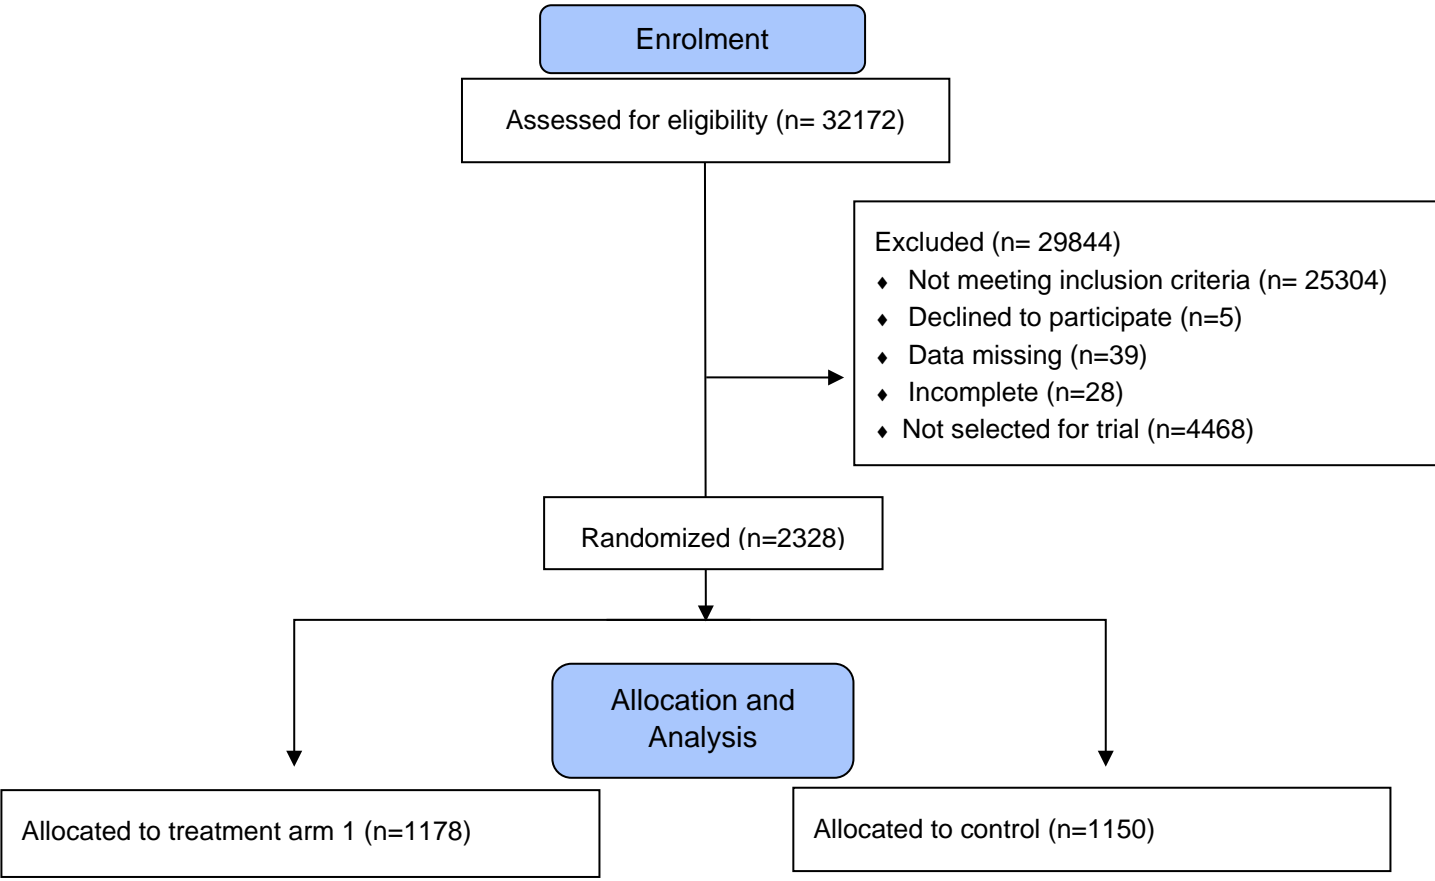 Enrolment
Assessed for eligibility (n= 32172)
Excluded (n= 29844)
♦ Not meeting inclusion criteria (n= 25304)
♦ Declined to participate (n=5)
♦ Data missing (n=39)
♦ Incomplete (n=28)
♦ Not selected for trial (n=4468)
Randomized (n=2328)
Allocation and
Analysis
Allocated to treatment arm 1 (n=1178)
Allocated to control (n=1150)